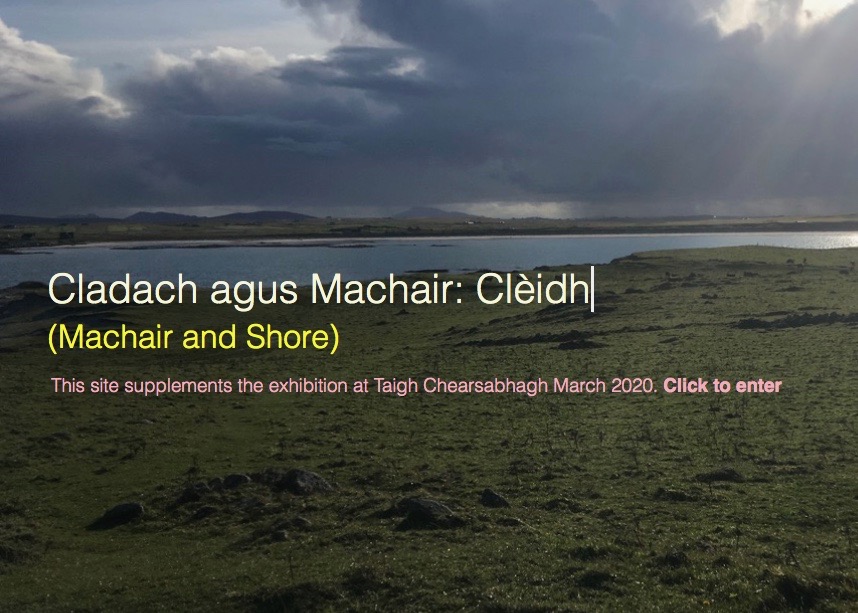 Cladach agus Machair: Clèidh
(Machair and Shore)
This site supplements the exhibition at Taigh Chearsabhagh March 2020. Click to enter